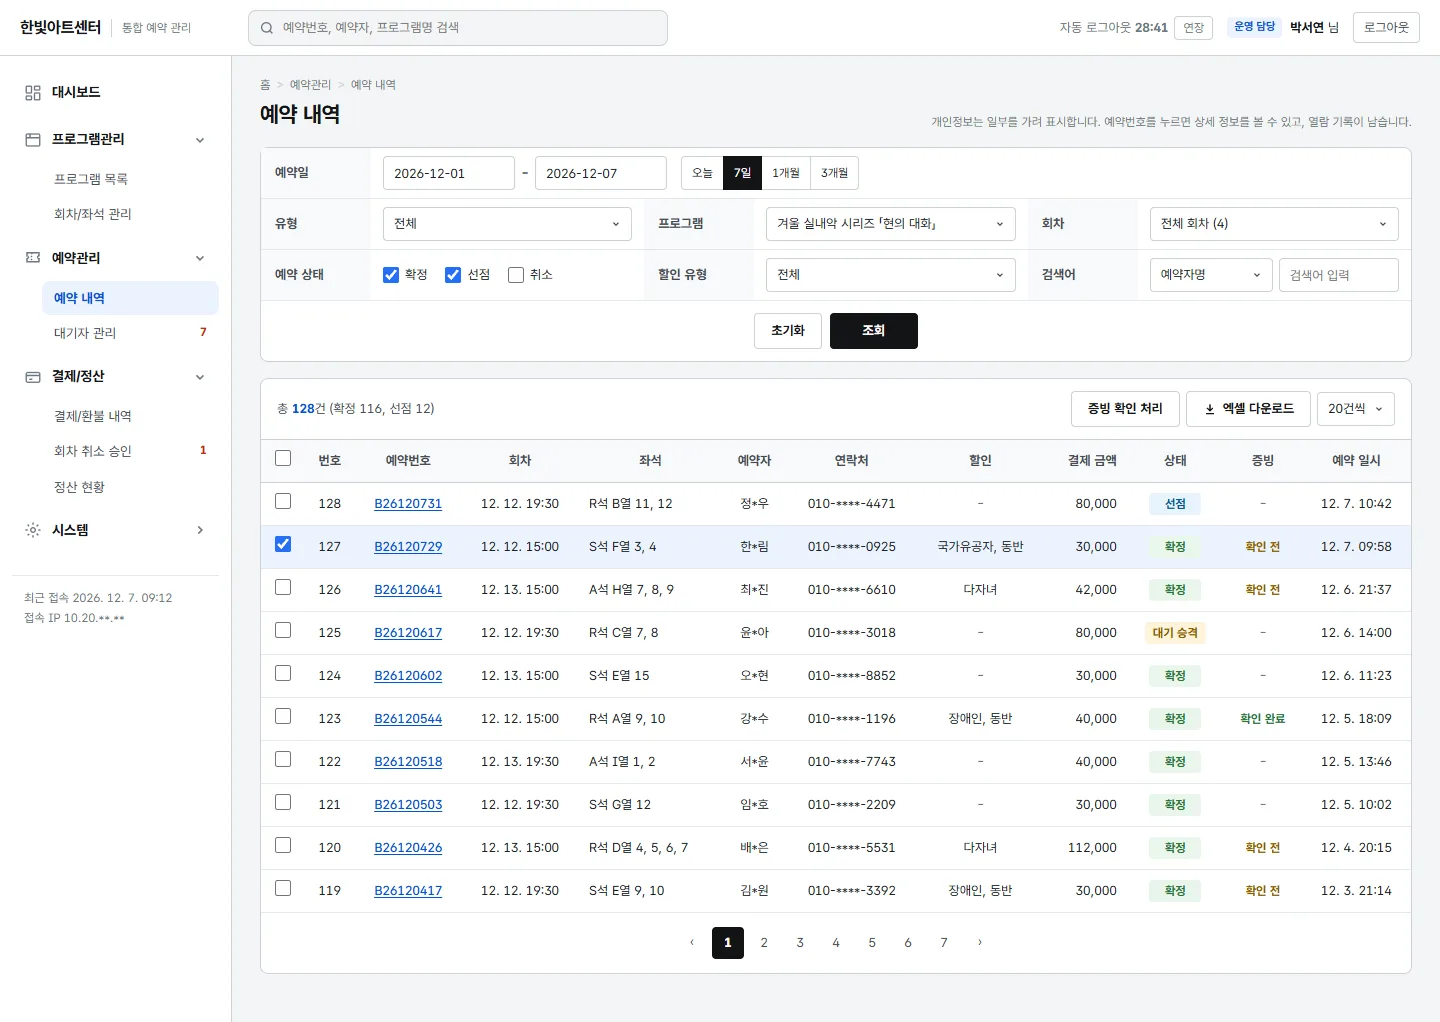 한빛아트센터 통합 예약 관리 예약번호, 예약자, 프로그램명 검색 자동 로그아웃 28:41 연장 운영 담당 박서연 님 로그아웃
대시보드
프로그램관리
프로그램 목록
회차/좌석 관리
예약관리
예약 내역
대기자 관리 7
결제/정산
결제/환불 내역
회차 취소 승인 1
정산 현황
시스템
최근 접속 2026. 12. 7. 09:12
접속 IP 10.20.**.**
홈 > 예약관리 > 예약 내역
예약 내역
개인정보는 일부를 가려 표시합니다. 예약번호를 누르면 상세 정보를 볼 수 있고, 열람 기록이 남습니다.
예약일 2026-12-01 - 2026-12-07 오늘 7일 1개월 3개월
유형 전체 프로그램 겨울 실내악 시리즈 「현의 대화」 회차 전체 회차 (4)
예약 상태 확정 선점 취소 할인 유형 전체 검색어 예약자명 검색어 입력
초기화 조회
총 128건 (확정 116, 선점 12) 증빙 확인 처리 엑셀 다운로드 20건씩
번호 예약번호 회차 좌석 예약자 연락처 할인 결제 금액 상태 증빙 예약 일시
128 B26120731 12. 12. 19:30 R석 B열 11, 12 정*우 010-****-4471 - 80,000 선점 - 12. 7. 10:42
127 B26120729 12. 12. 15:00 S석 F열 3, 4 한*림 010-****-0925 국가유공자, 동반 30,000 확정 확인 전 12. 7. 09:58
126 B26120641 12. 13. 15:00 A석 H열 7, 8, 9 최*진 010-****-6610 다자녀 42,000 확정 확인 전 12. 6. 21:37
125 B26120617 12. 12. 19:30 R석 C열 7, 8 윤*아 010-****-3018 - 80,000 대기 승격 - 12. 6. 14:00
124 B26120602 12. 13. 15:00 S석 E열 15 오*현 010-****-8852 - 30,000 확정 - 12. 6. 11:23
123 B26120544 12. 12. 15:00 R석 A열 9, 10 강*수 010-****-1196 장애인, 동반 40,000 확정 확인 완료 12. 5. 18:09
122 B26120518 12. 13. 19:30 A석 I열 1, 2 서*윤 010-****-7743 - 40,000 확정 - 12. 5. 13:46
121 B26120503 12. 12. 19:30 S석 G열 12 임*호 010-****-2209 - 30,000 확정 - 12. 5. 10:02
120 B26120426 12. 13. 15:00 R석 D열 4, 5, 6, 7 배*은 010-****-5531 다자녀 112,000 확정 확인 전 12. 4. 20:15
119 B26120417 12. 12. 19:30 S석 E열 9, 10 김*원 010-****-3392 장애인, 동반 30,000 확정 확인 전 12. 3. 21:14
‹ 1 2 3 4 5 6 7 ›